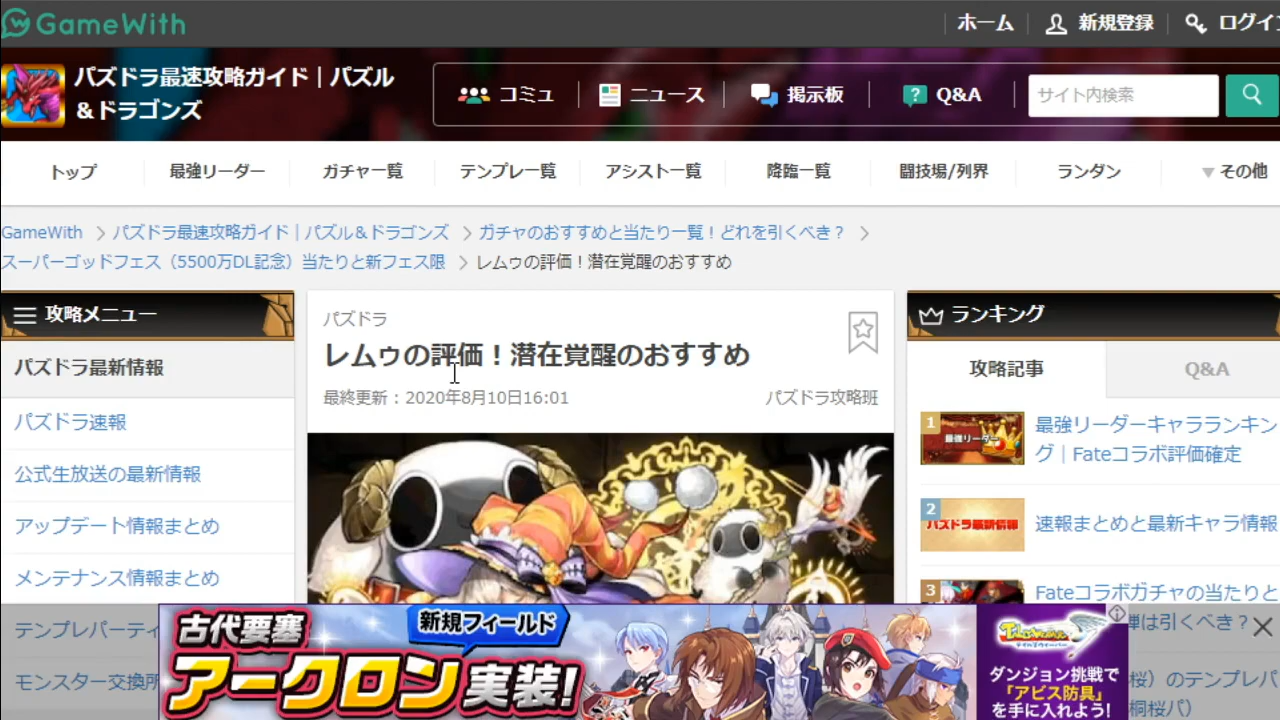 GameWith
ホーム
新規登録
ログイ
パズドラ最速攻略ガイド｜パズル
＆ドラゴンズ
コミュ
ニュース
掲示板
Q&A
サイト内検索
トップ
最強リーダー
ガチャ一覧
テンプレ一覧
アシスト一覧
降臨一覧
闘技場/列界
ランダン
その他
GameWith
パズドラ最速攻略ガイド｜パズル＆ドラゴンズ
ガチャのおすすめと当たり一覧！どれを引くべき？
スーパーゴッドフェス（5500万DL記念）当たりと新フェス限
レムゥの評価！潜在覚醒のおすすめ
攻略メニュー
パズドラ最新情報
パズドラ速報
公式生放送の最新情報
アップデート情報まとめ
メンテナンス情報まとめ
テンプレパーティ
モンスター交換所
パズドラ
レムゥの評価！潜在覚醒のおすすめ
最終更新：2020年8月10日16:01
パズドラ攻略班
ランキング
攻略記事
Q&A
1
最強リーダー
最強リーダーキャラランキン
グ｜Fateコラボ評価確定
2
パズドラ最新情報
速報まとめと最新キャラ情報
3
Fateコラボガチャの当たりと
弾は引くべき？
桜）のテンプレパ
桐桜パ）
古代要塞
新規フィールド
アークロン実装!
ダンジョン挑戦で
「アビス防具」
を手に入れよう!